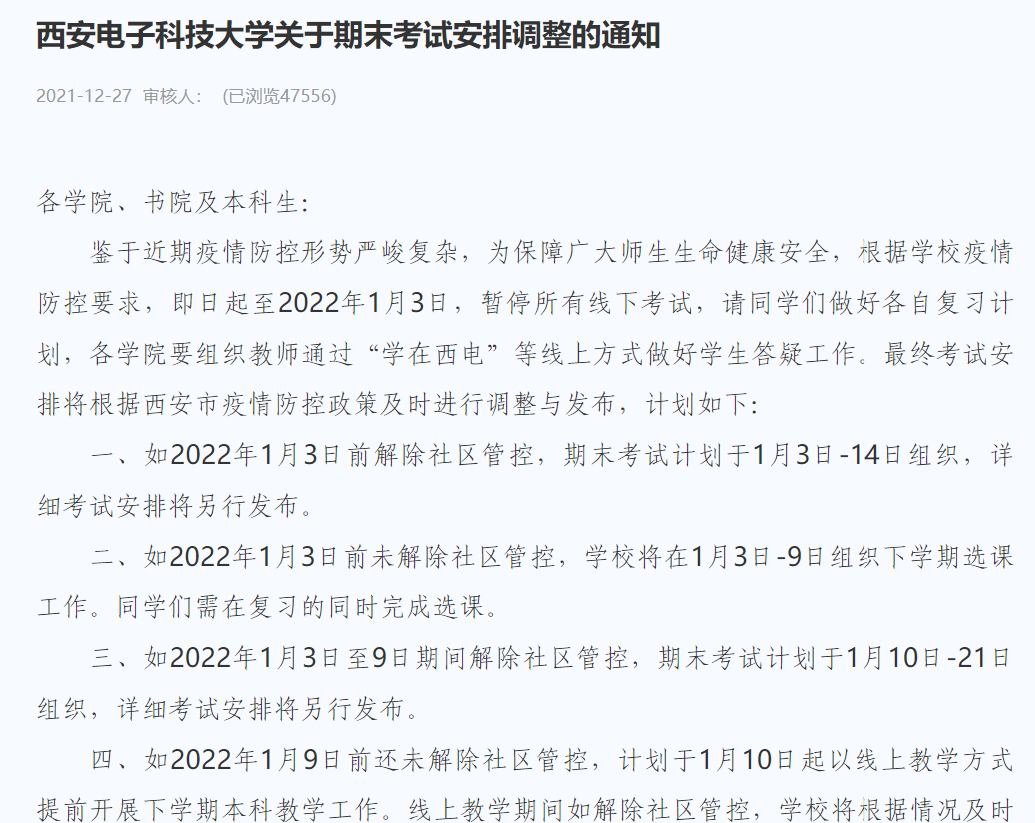 西安电子科技大学关于期末考试安排调整的通知
2021-12-27 审核人： (已浏览47556)
各学院、书院及本科生：
鉴于近期疫情防控形势严峻复杂，为保障广大师生生命健康安全，根据学校疫情
防控要求，即日起至2022年1月3日，暂停所有线下考试，请同学们做好各自复习计
划，各学院要组织教师通过“学在西电”等线上方式做好学生答疑工作。最终考试安
排将根据西安市疫情防控政策及时进行调整与发布，计划如下：
一、如2022年1月3日前解除社区管控，期末考试计划于1月3日-14日组织，详
细考试安排将另行发布。
二、如2022年1月3日前未解除社区管控，学校将在1月3日-9日组织下学期选课
工作。同学们需在复习的同时完成选课。
三、如2022年1月3日至9日期间解除社区管控，期末考试计划于1月10日-21日
组织，详细考试安排将另行发布。
四、如2022年1月9日前还未解除社区管控，计划于1月10日起以线上教学方式
提前开展下学期本科教学工作。线上教学期间如解除社区管控，学校将根据情况及时